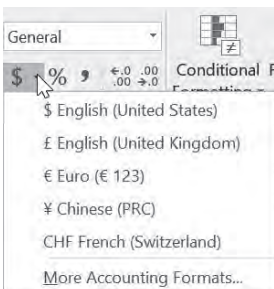 General
$ % , ←.0 .00 .00 →.0
Conditional
Formatting
$ English (United States)
£ English (United Kingdom)
€ Euro (€ 123)
¥ Chinese (PRC)
CHF French (Switzerland)
More Accounting Formats...